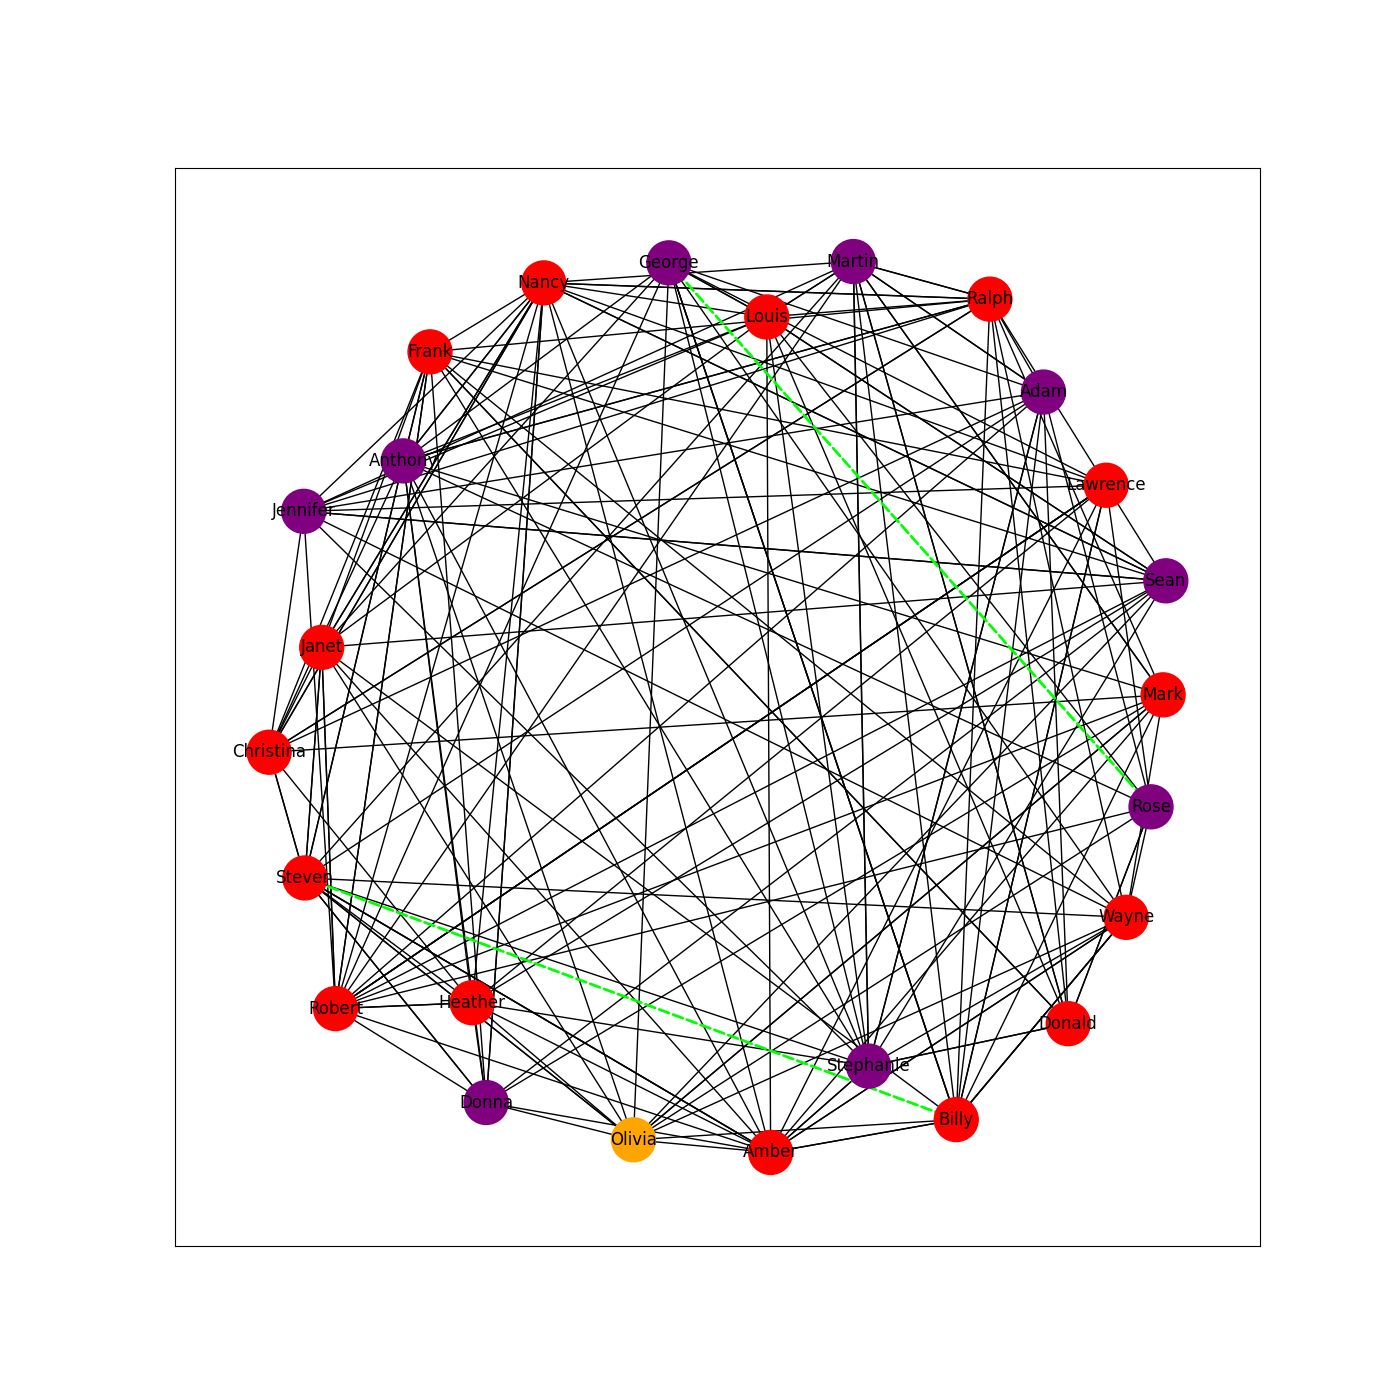 Martin
George
Nancy
Ralph
Louis
Frank
Adam
Anthony
Lawrence
Jennifer
Sean
Janet
Mark
Christina
Rose
Steven
Wayne
Heather
Robert
Donald
Stephanie
Donna
Billy
Olivia
Amber